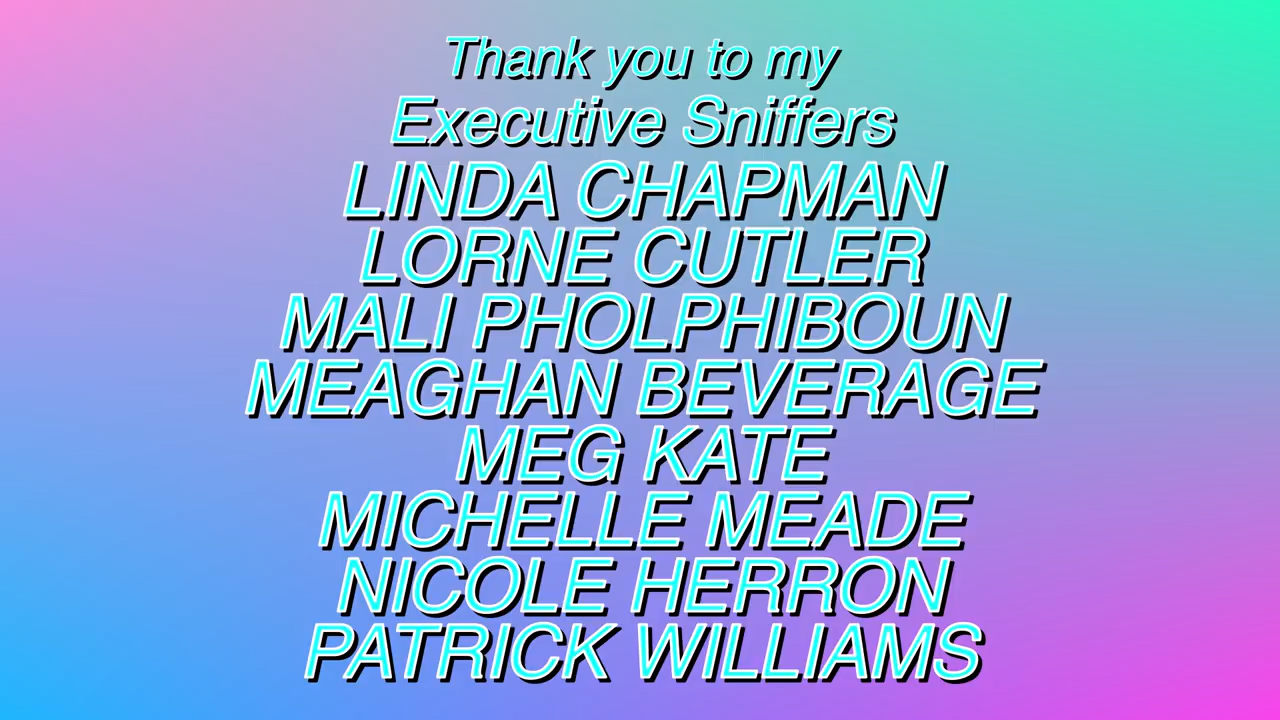 Thank you to my
Executive Sniffers
LINDA CHAPMAN
LORNE CUTLER
MALI PHOLPHIBOUN
MEAGHAN BEVERAGE
MEG KATE
MICHELLE MEADE
NICOLE HERRON
PATRICK WILLIAMS